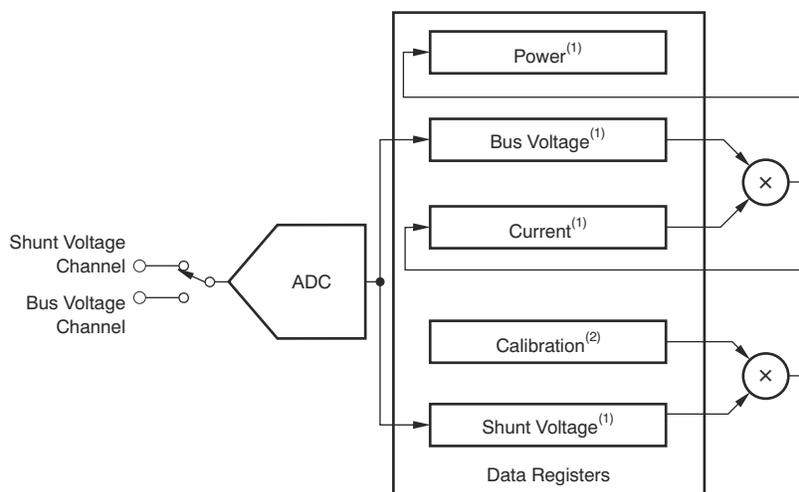 Power(1)
Bus Voltage(1)
×
Current(1)
Shunt Voltage
Channel
ADC
Bus Voltage
Channel
Calibration(2)
×
Shunt Voltage(1)
Data Registers